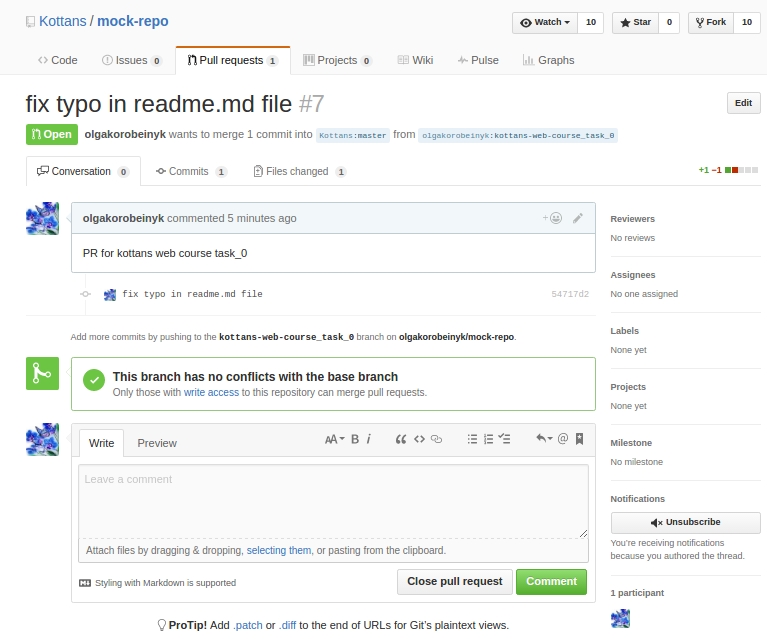 Kottans / mock-repo
Watch 10 Star 0 Fork 10
Code Issues 0 Pull requests 1 Projects 0 Wiki Pulse Graphs
fix typo in readme.md file #7
Edit
Open olgakorobeinyk wants to merge 1 commit into Kottans:master from olgakorobeinyk:kottans-web-course_task_0
Conversation 0 Commits 1 Files changed 1 +1 −1
olgakorobeinyk commented 5 minutes ago
PR for kottans web course task_0
fix typo in readme.md file 54717d2
Add more commits by pushing to the kottans-web-course_task_0 branch on olgakorobeinyk/mock-repo.
This branch has no conflicts with the base branch
Only those with write access to this repository can merge pull requests.
Write Preview
AA B i
Leave a comment
Attach files by dragging & dropping, selecting them, or pasting from the clipboard.
Styling with Markdown is supported
Close pull request Comment
ProTip! Add .patch or .diff to the end of URLs for Git's plaintext views.
Reviewers
No reviews
Assignees
No one assigned
Labels
None yet
Projects
None yet
Milestone
No milestone
Notifications
Unsubscribe
You're receiving notifications
because you authored the thread.
1 participant